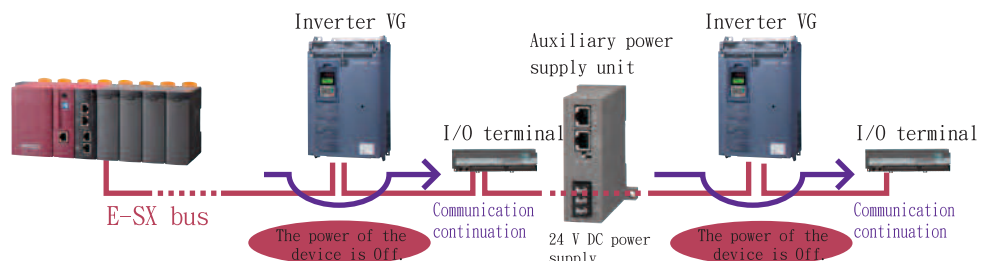 Inverter VG
Auxiliary power
supply unit
Inverter VG
I/O terminal
I/O terminal
E-SX bus
Communication
continuation
The power of the
device is Off.
24 V DC power
supply
The power of the
device is Off.
Communication
continuation